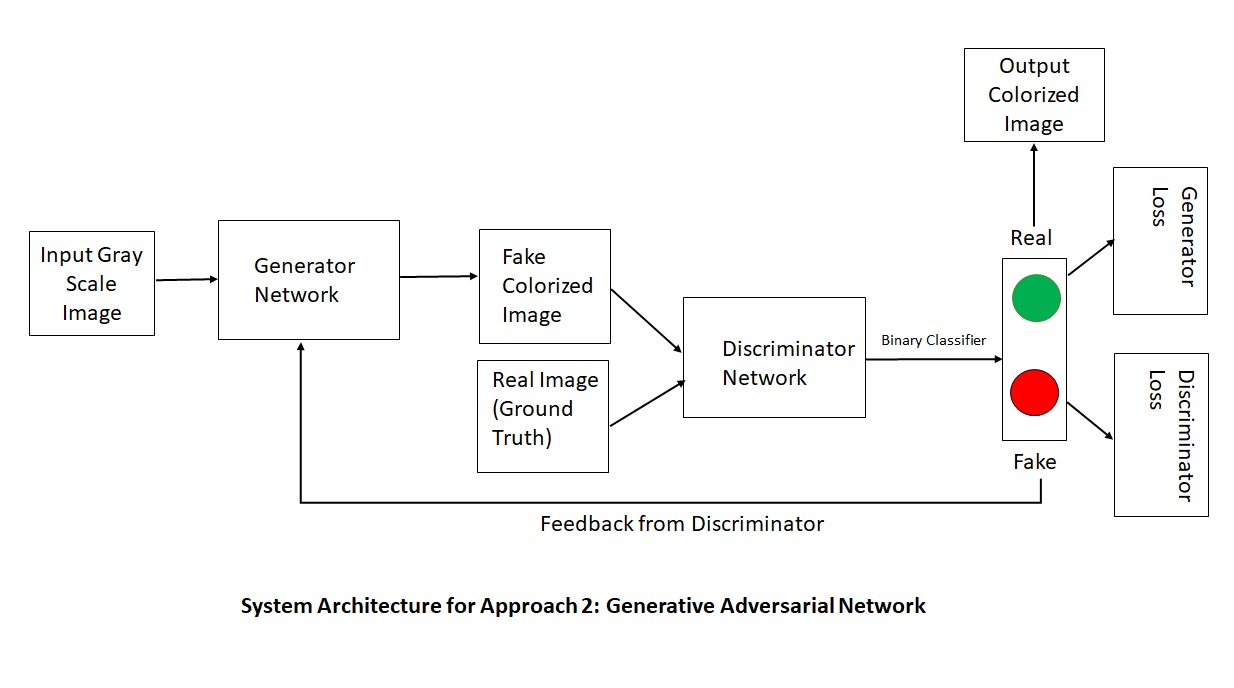 Output
Colorized
Image
Generator
Loss
Input Gray
Scale
Image
Generator
Network
Fake
Colorized
Image
Real Image
(Ground
Truth)
Discriminator
Network
Binary Classifier
Real
Fake
Discriminator
Loss
Feedback from Discriminator
System Architecture for Approach 2: Generative Adversarial Network